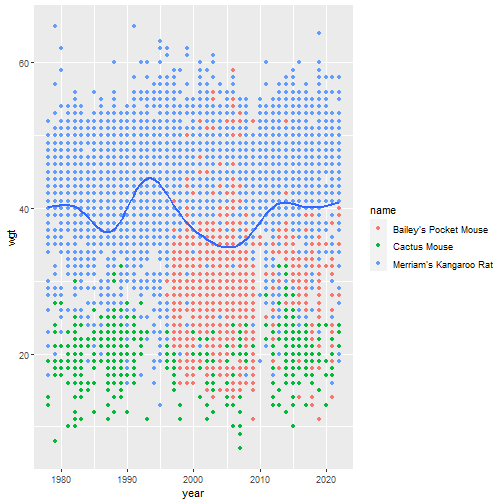 60
40
20
wgt
1980
1990
2000
2010
2020
year
name
Bailey's Pocket Mouse
Cactus Mouse
Merriam's Kangaroo Rat